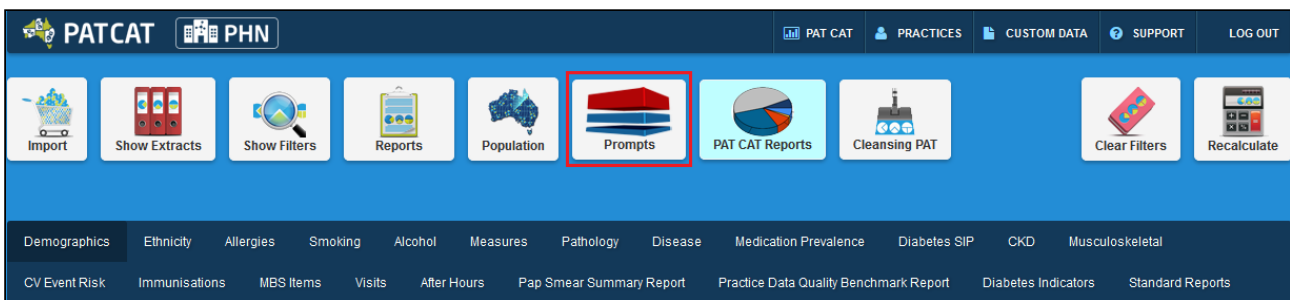 PATCAT PHN PAT CAT PRACTICES CUSTOM DATA SUPPORT LOG OUT
Import Show Extracts Show Filters Reports Population Prompts PAT CAT Reports Cleansing PAT Clear Filters Recalculate
Demographics Ethnicity Allergies Smoking Alcohol Measures Pathology Disease Medication Prevalence Diabetes SIP CKD Musculoskeletal
CV Event Risk Immunisations MBS Items Visits After Hours Pap Smear Summary Report Practice Data Quality Benchmark Report Diabetes Indicators Standard Reports